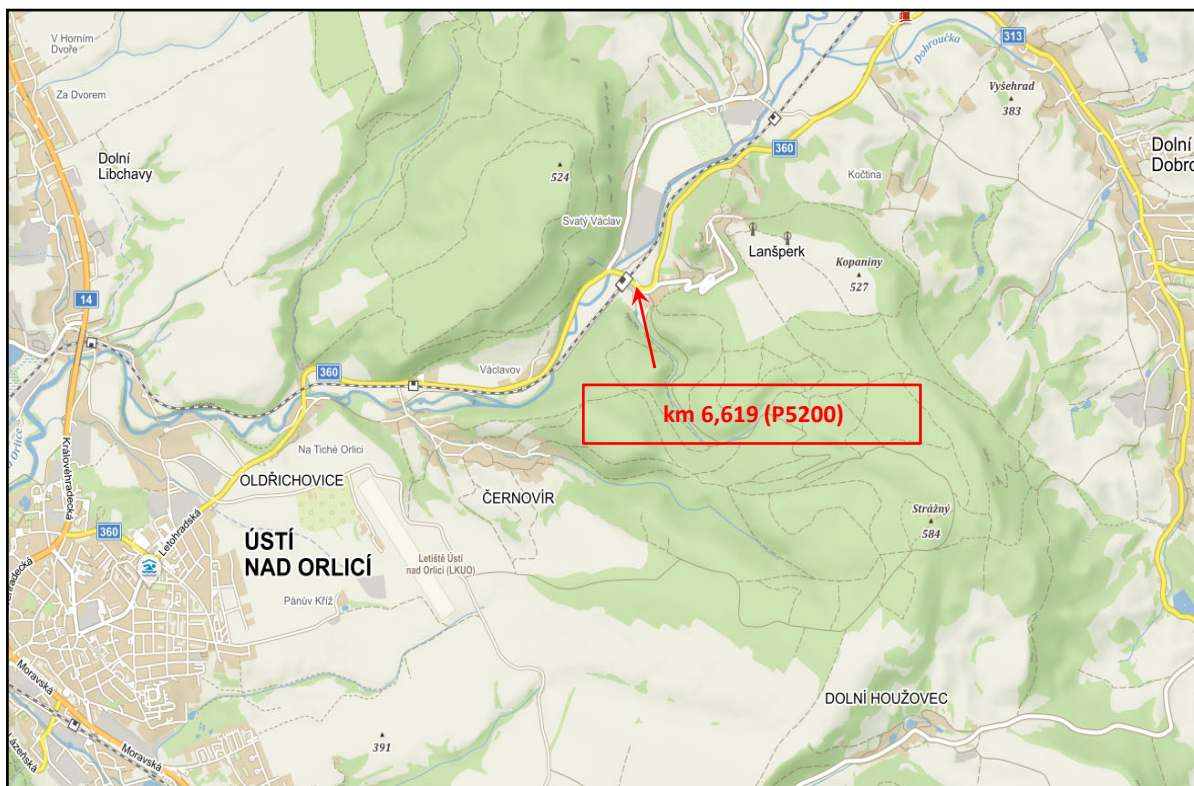 V Horním
Dvoře
313
Dobroučka
Za Dvorem
Vyšehrad
383
Dolní
Libchavy
524
360
Dolní
Dobro
Kočtina
Svatý Václav
Lanšperk
Kopaniny
527
14
360
Václavov
km 6,619 (P5200)
Na Tiché Orlici
Královéhradecká
OLDŘICHOVICE
ČERNOVÍR
Letohradská
Strážný
584
360
ÚSTÍ
NAD ORLICÍ
Letiště Ústí
nad Orlicí (LKUO)
Pánův Kříž
Moravská
DOLNÍ HOUŽOVEC
391
Lázeňská
Moravská